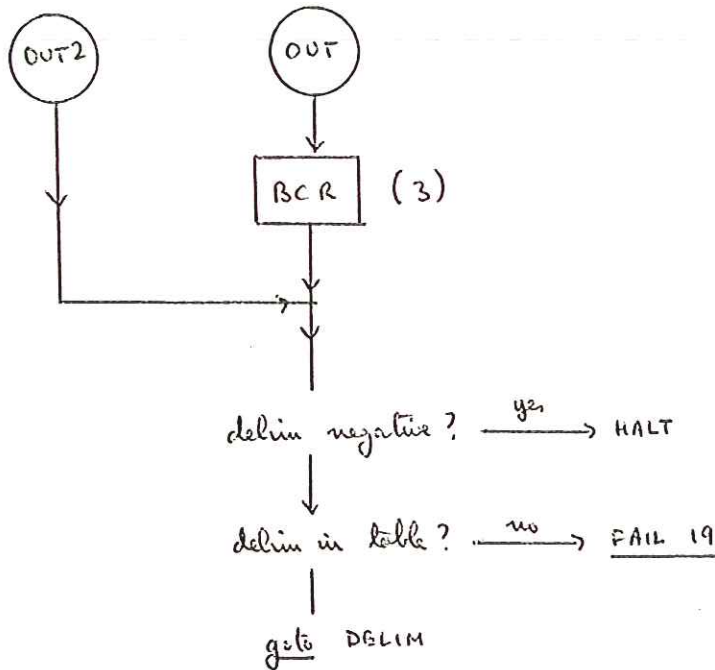 OUT2
OUT
BCR (3)
delim negative? yes HALT
delim in table? no FAIL 19
goto DELIM